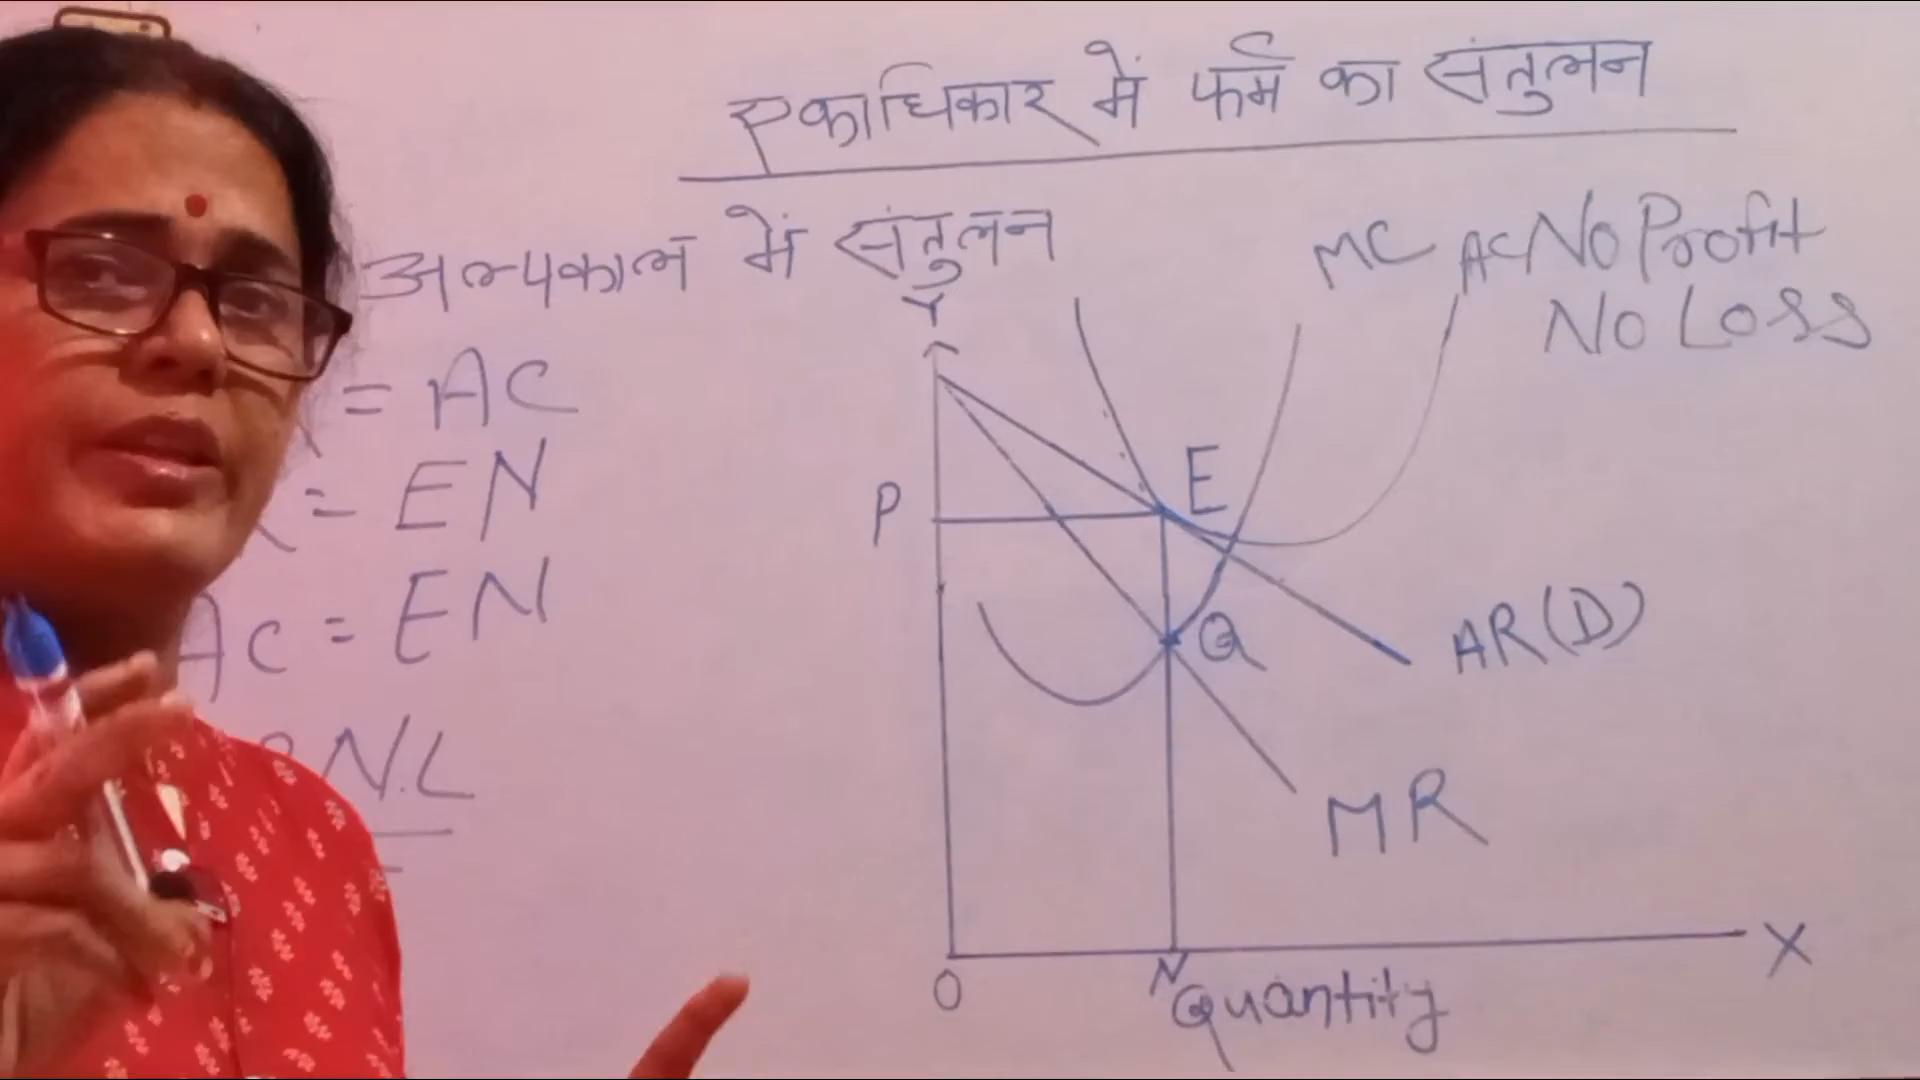 एकाधिकार में फर्म का संतुलन
अल्पकाल में संतुलन
= AC
= EN
AC = EN
N.L
MC
AC
No Profit
No Loss
Y
P
E
Q
AR(D)
MR
O
N
X
Quantity